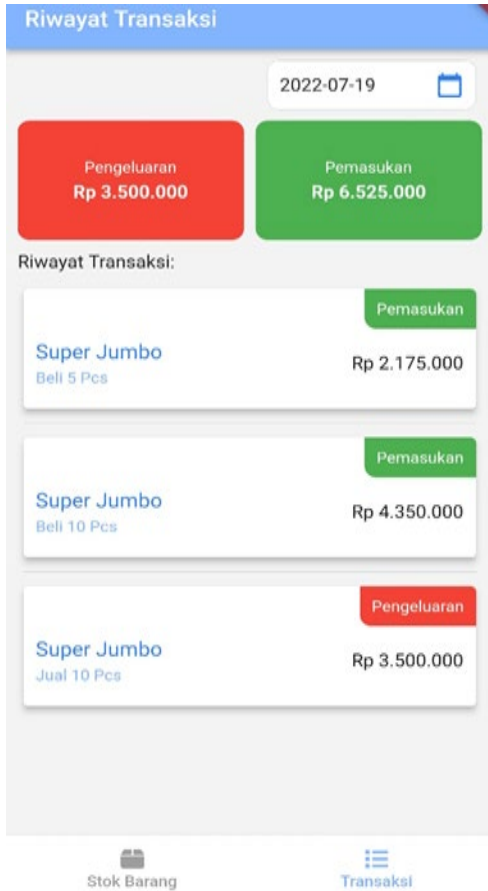 Riwayat Transaksi
2022-07-19
Pengeluaran
Rp 3.500.000
Pemasukan
Rp 6.525.000
Riwayat Transaksi:
Pemasukan
Super Jumbo
Rp 2.175.000
Beli 5 Pcs
Pemasukan
Super Jumbo
Rp 4.350.000
Beli 10 Pcs
Pengeluaran
Super Jumbo
Rp 3.500.000
Jual 10 Pcs
Stok Barang
Transaksi